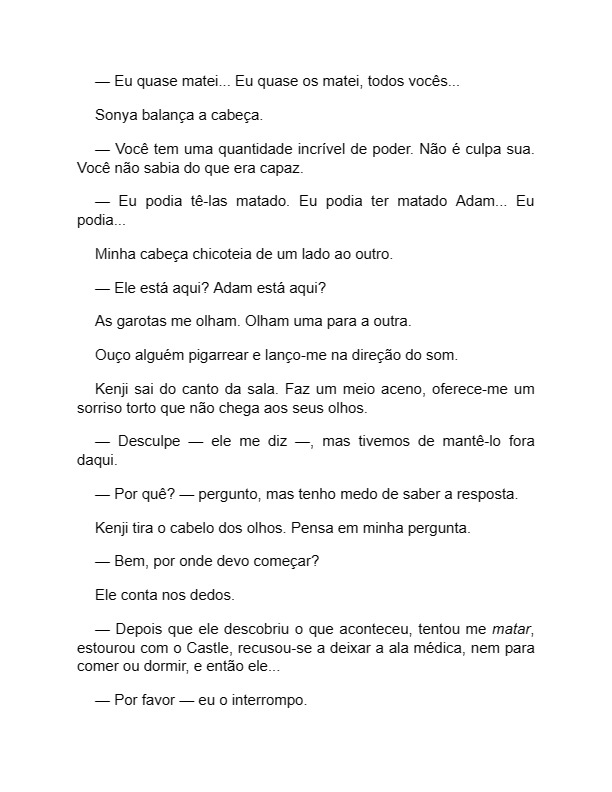 — Eu quase matei... Eu quase os matei, todos vocês...
Sonya balança a cabeça.
— Você tem uma quantidade incrível de poder. Não é culpa sua.
Você não sabia do que era capaz.
— Eu podia tê-las matado. Eu podia ter matado Adam... Eu
podia...
Minha cabeça chicoteia de um lado ao outro.
— Ele está aqui? Adam está aqui?
As garotas me olham. Olham uma para a outra.
Ouço alguém pigarrear e lanço-me na direção do som.
Kenji sai do canto da sala. Faz um meio aceno, oferece-me um
sorriso torto que não chega aos seus olhos.
— Desculpe — ele me diz —, mas tivemos de mantê-lo fora
daqui.
— Por quê? — pergunto, mas tenho medo de saber a resposta.
Kenji tira o cabelo dos olhos. Pensa em minha pergunta.
— Bem, por onde devo começar?
Ele conta nos dedos.
— Depois que ele descobriu o que aconteceu, tentou me matar,
estourou com o Castle, recusou-se a deixar a ala médica, nem para
comer ou dormir, e então ele...
— Por favor — eu o interrompo.